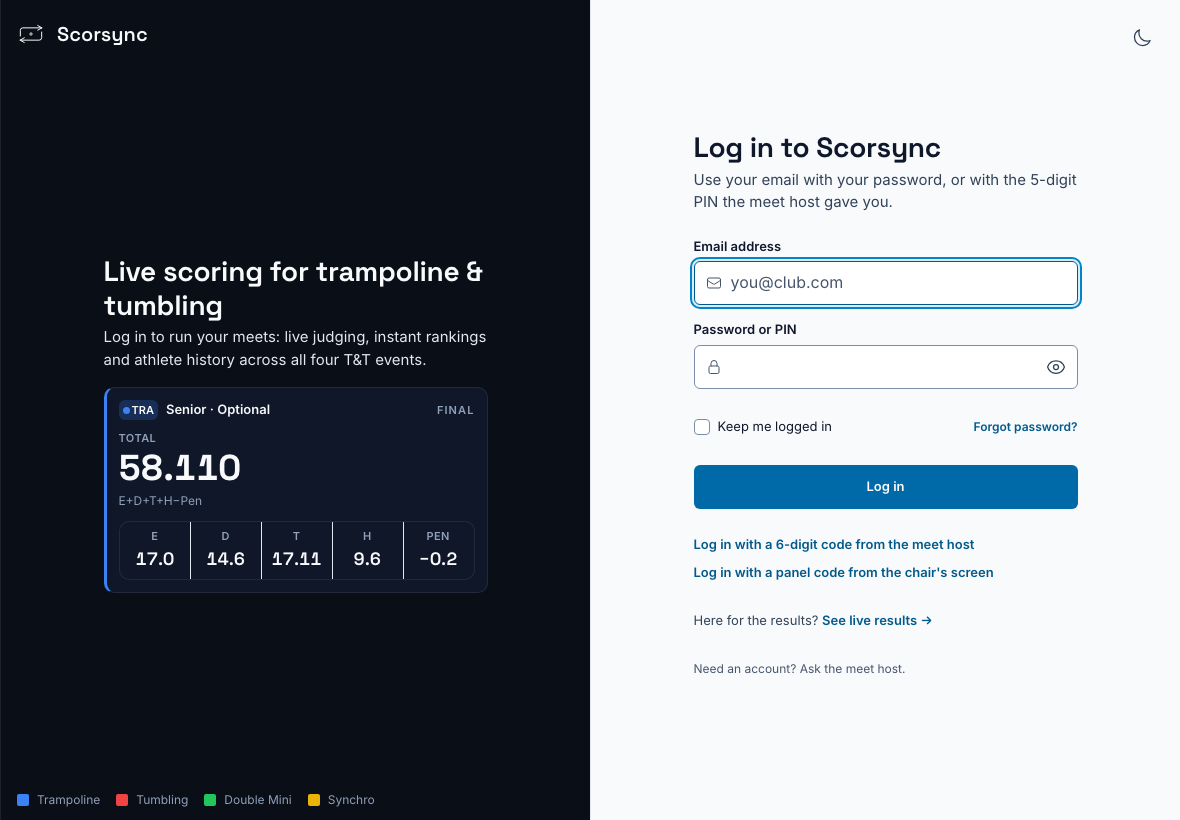 Scorsync
Live scoring for trampoline &
tumbling
Log in to run your meets: live judging, instant rankings
and athlete history across all four T&T events.
TRA Senior · Optional FINAL
TOTAL
58.110
E+D+T+H−Pen
E D T H PEN
17.0 14.6 17.11 9.6 −0.2
Trampoline Tumbling Double Mini Synchro
Log in to Scorsync
Use your email with your password, or with the 5-digit
PIN the meet host gave you.
Email address
you@club.com
Password or PIN
Keep me logged in Forgot password?
Log in
Log in with a 6-digit code from the meet host
Log in with a panel code from the chair's screen
Here for the results? See live results →
Need an account? Ask the meet host.